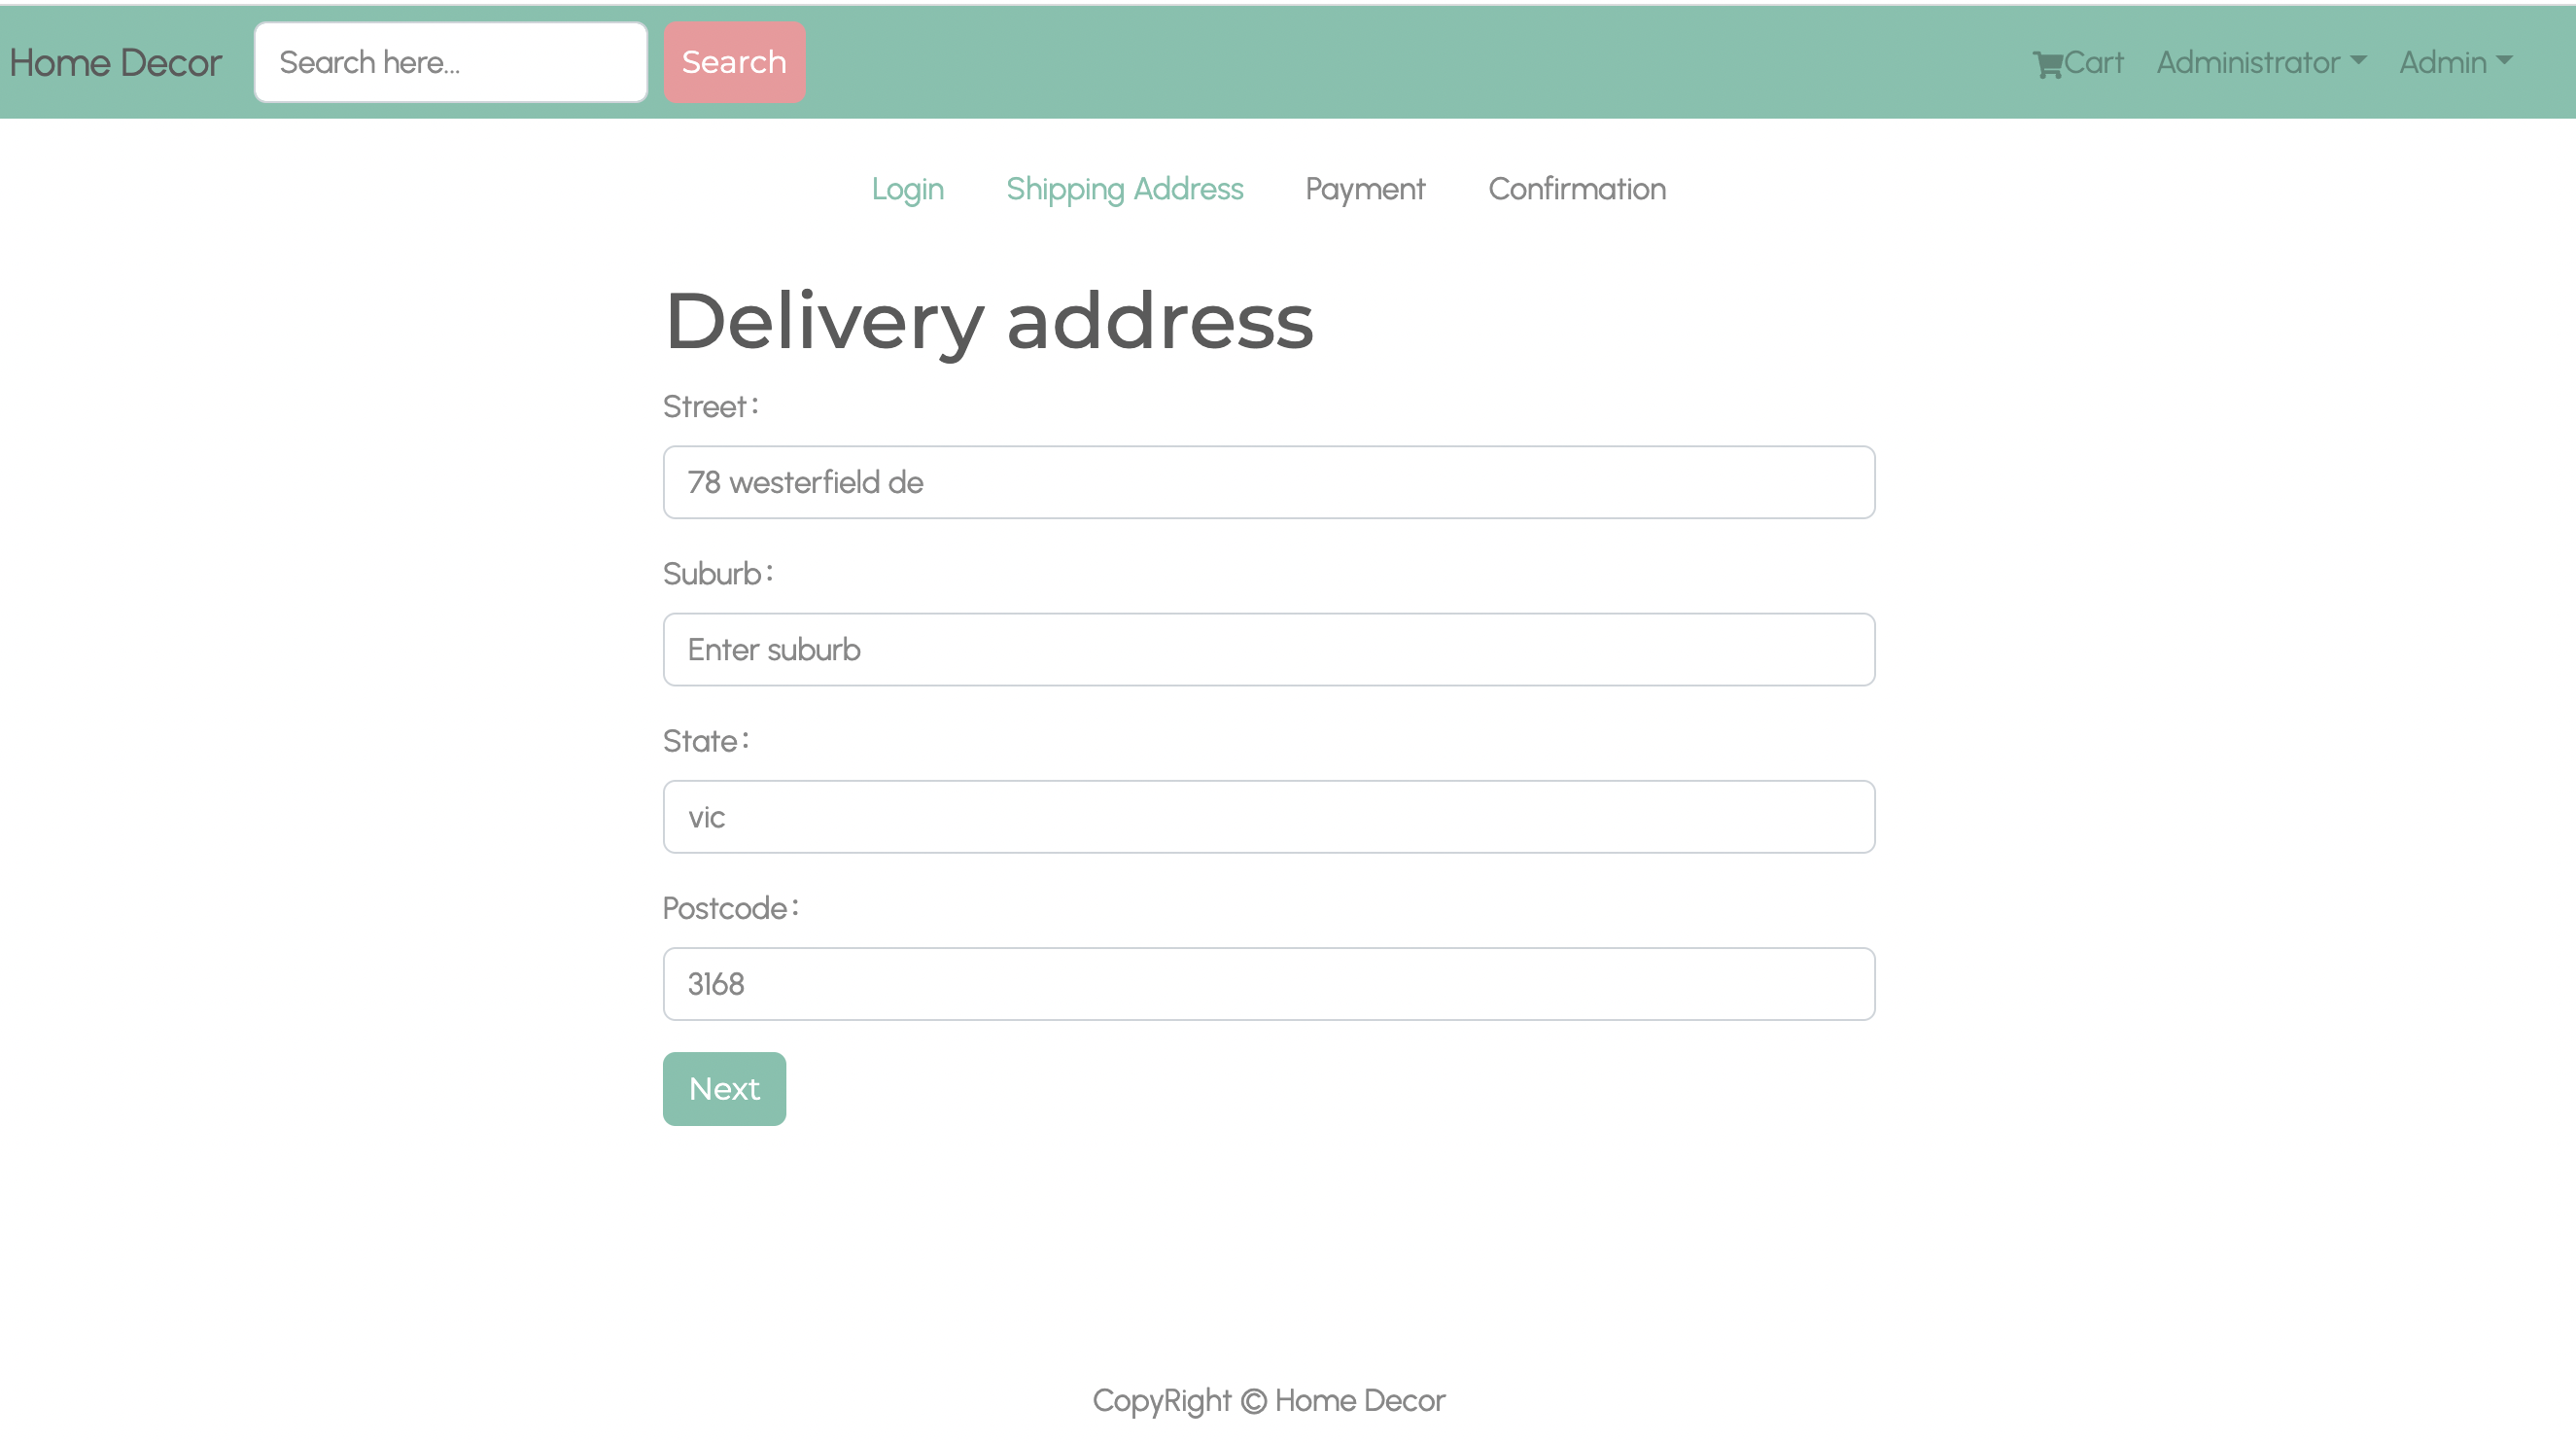 Home Decor Search here... Search Cart Administrator Admin
Login Shipping Address Payment Confirmation
Delivery address
Street:
78 westerfield de
Suburb:
Enter suburb
State:
vic
Postcode:
3168
Next
CopyRight © Home Decor